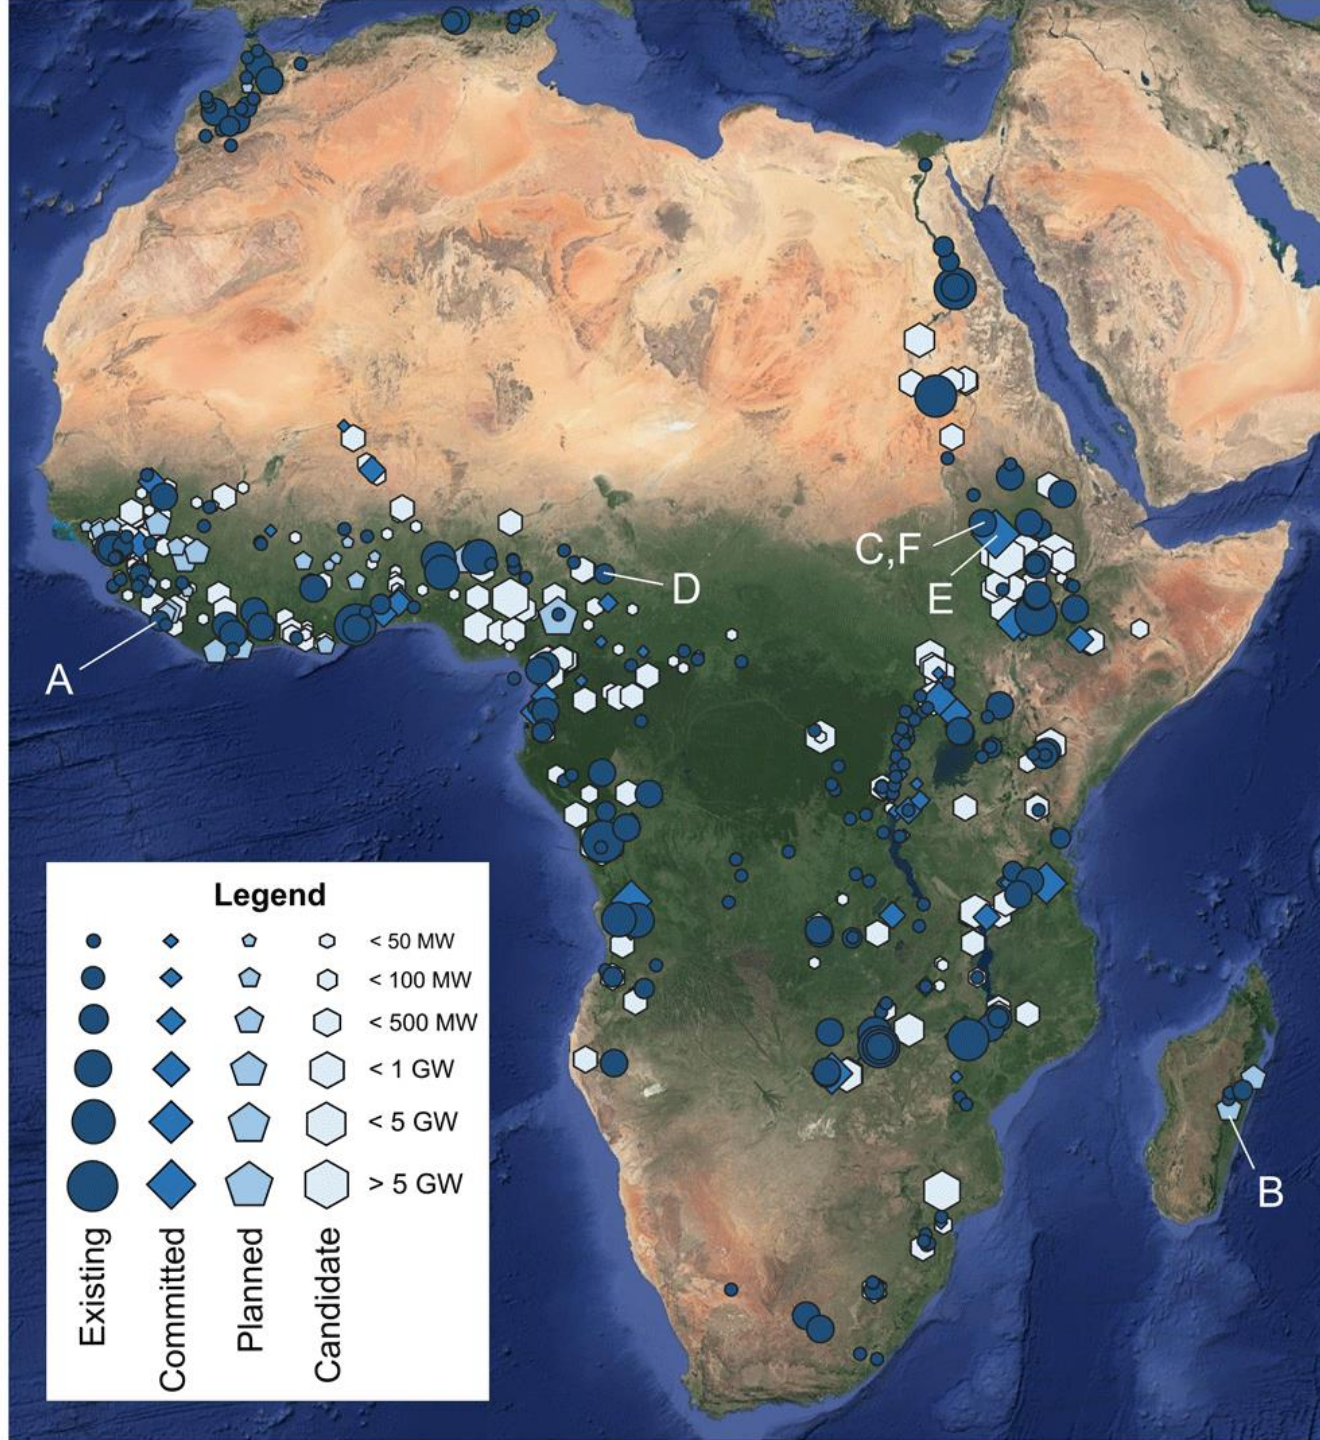 C,F
E
D
A
Legend
< 50 MW
< 100 MW
< 500 MW
< 1 GW
< 5 GW
> 5 GW
Existing
Committed
Planned
Candidate
B